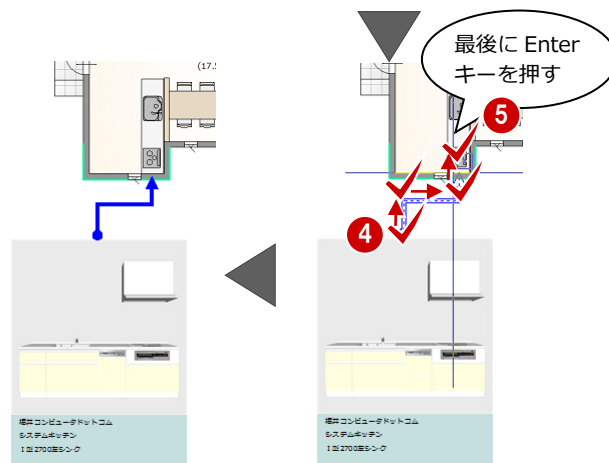 (17.5
最後に Enter
キーを押す
5
4
福井コンピュータドットコム
システムキッチン
I型2700左シンク
福井コンピュータドットコム
システムキッチン
I型2700左シンク